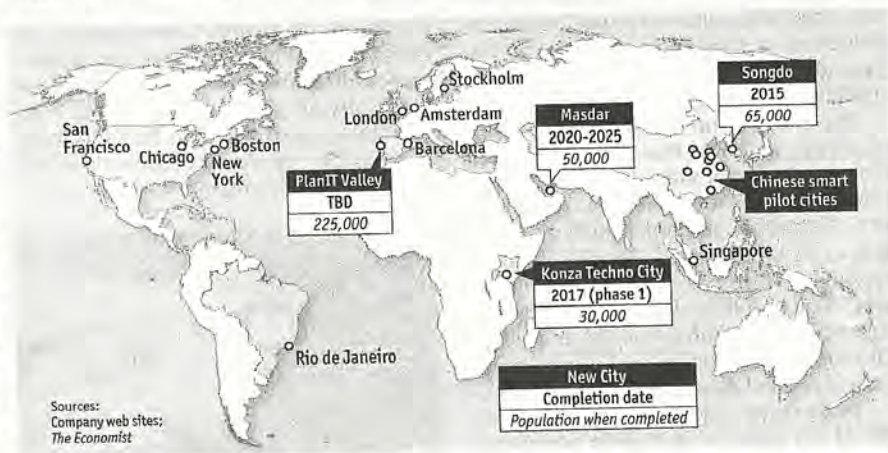 Stockholm
London
Amsterdam
San
Francisco
Chicago
Boston
New
York
Barcelona
PlanIT Valley
TBD
225,000
Masdar
2020-2025
50,000
Songdo
2015
65,000
Chinese smart
pilot cities
Singapore
Konza Techno City
2017 (phase 1)
30,000
Rio de Janeiro
New City
Completion date
Population when completed
Sources:
Company web sites;
The Economist